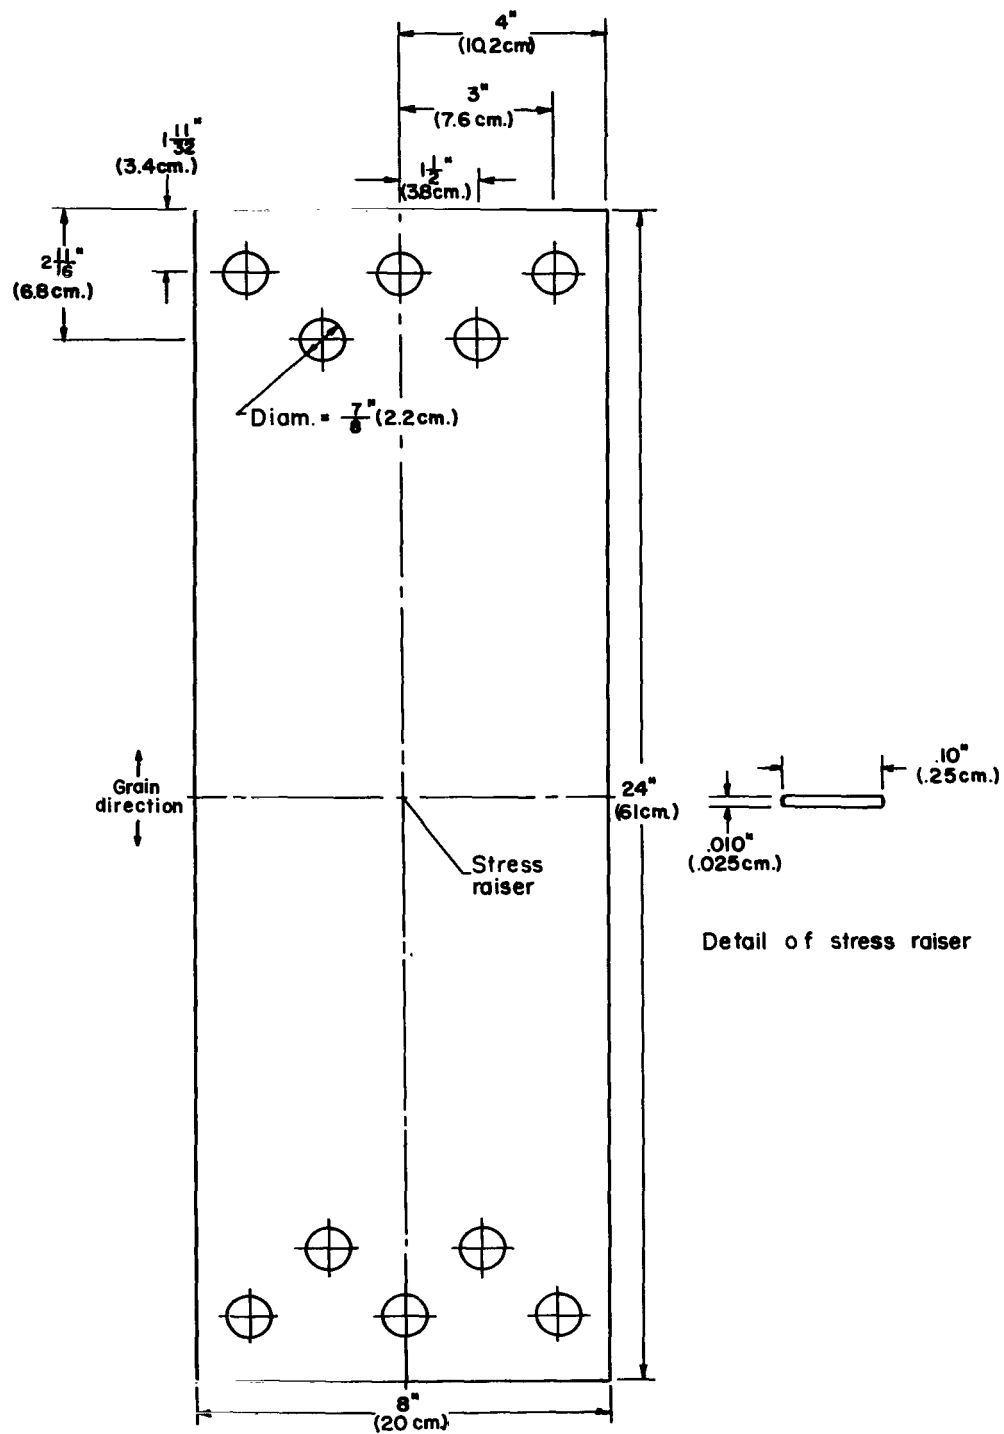 4"
(10.2cm)
3"
(7.6 cm.)
1 11/32"
(3.4cm.)
1 1/2"
(3.8cm.)
2 11/16"
(6.8cm.)
Diam. = 7/8" (2.2cm.)
Grain
direction
24"
(61cm.)
.10"
(.25cm.)
.010"
(.025cm.)
Stress
raiser
Detail of stress raiser
8"
(20 cm.)